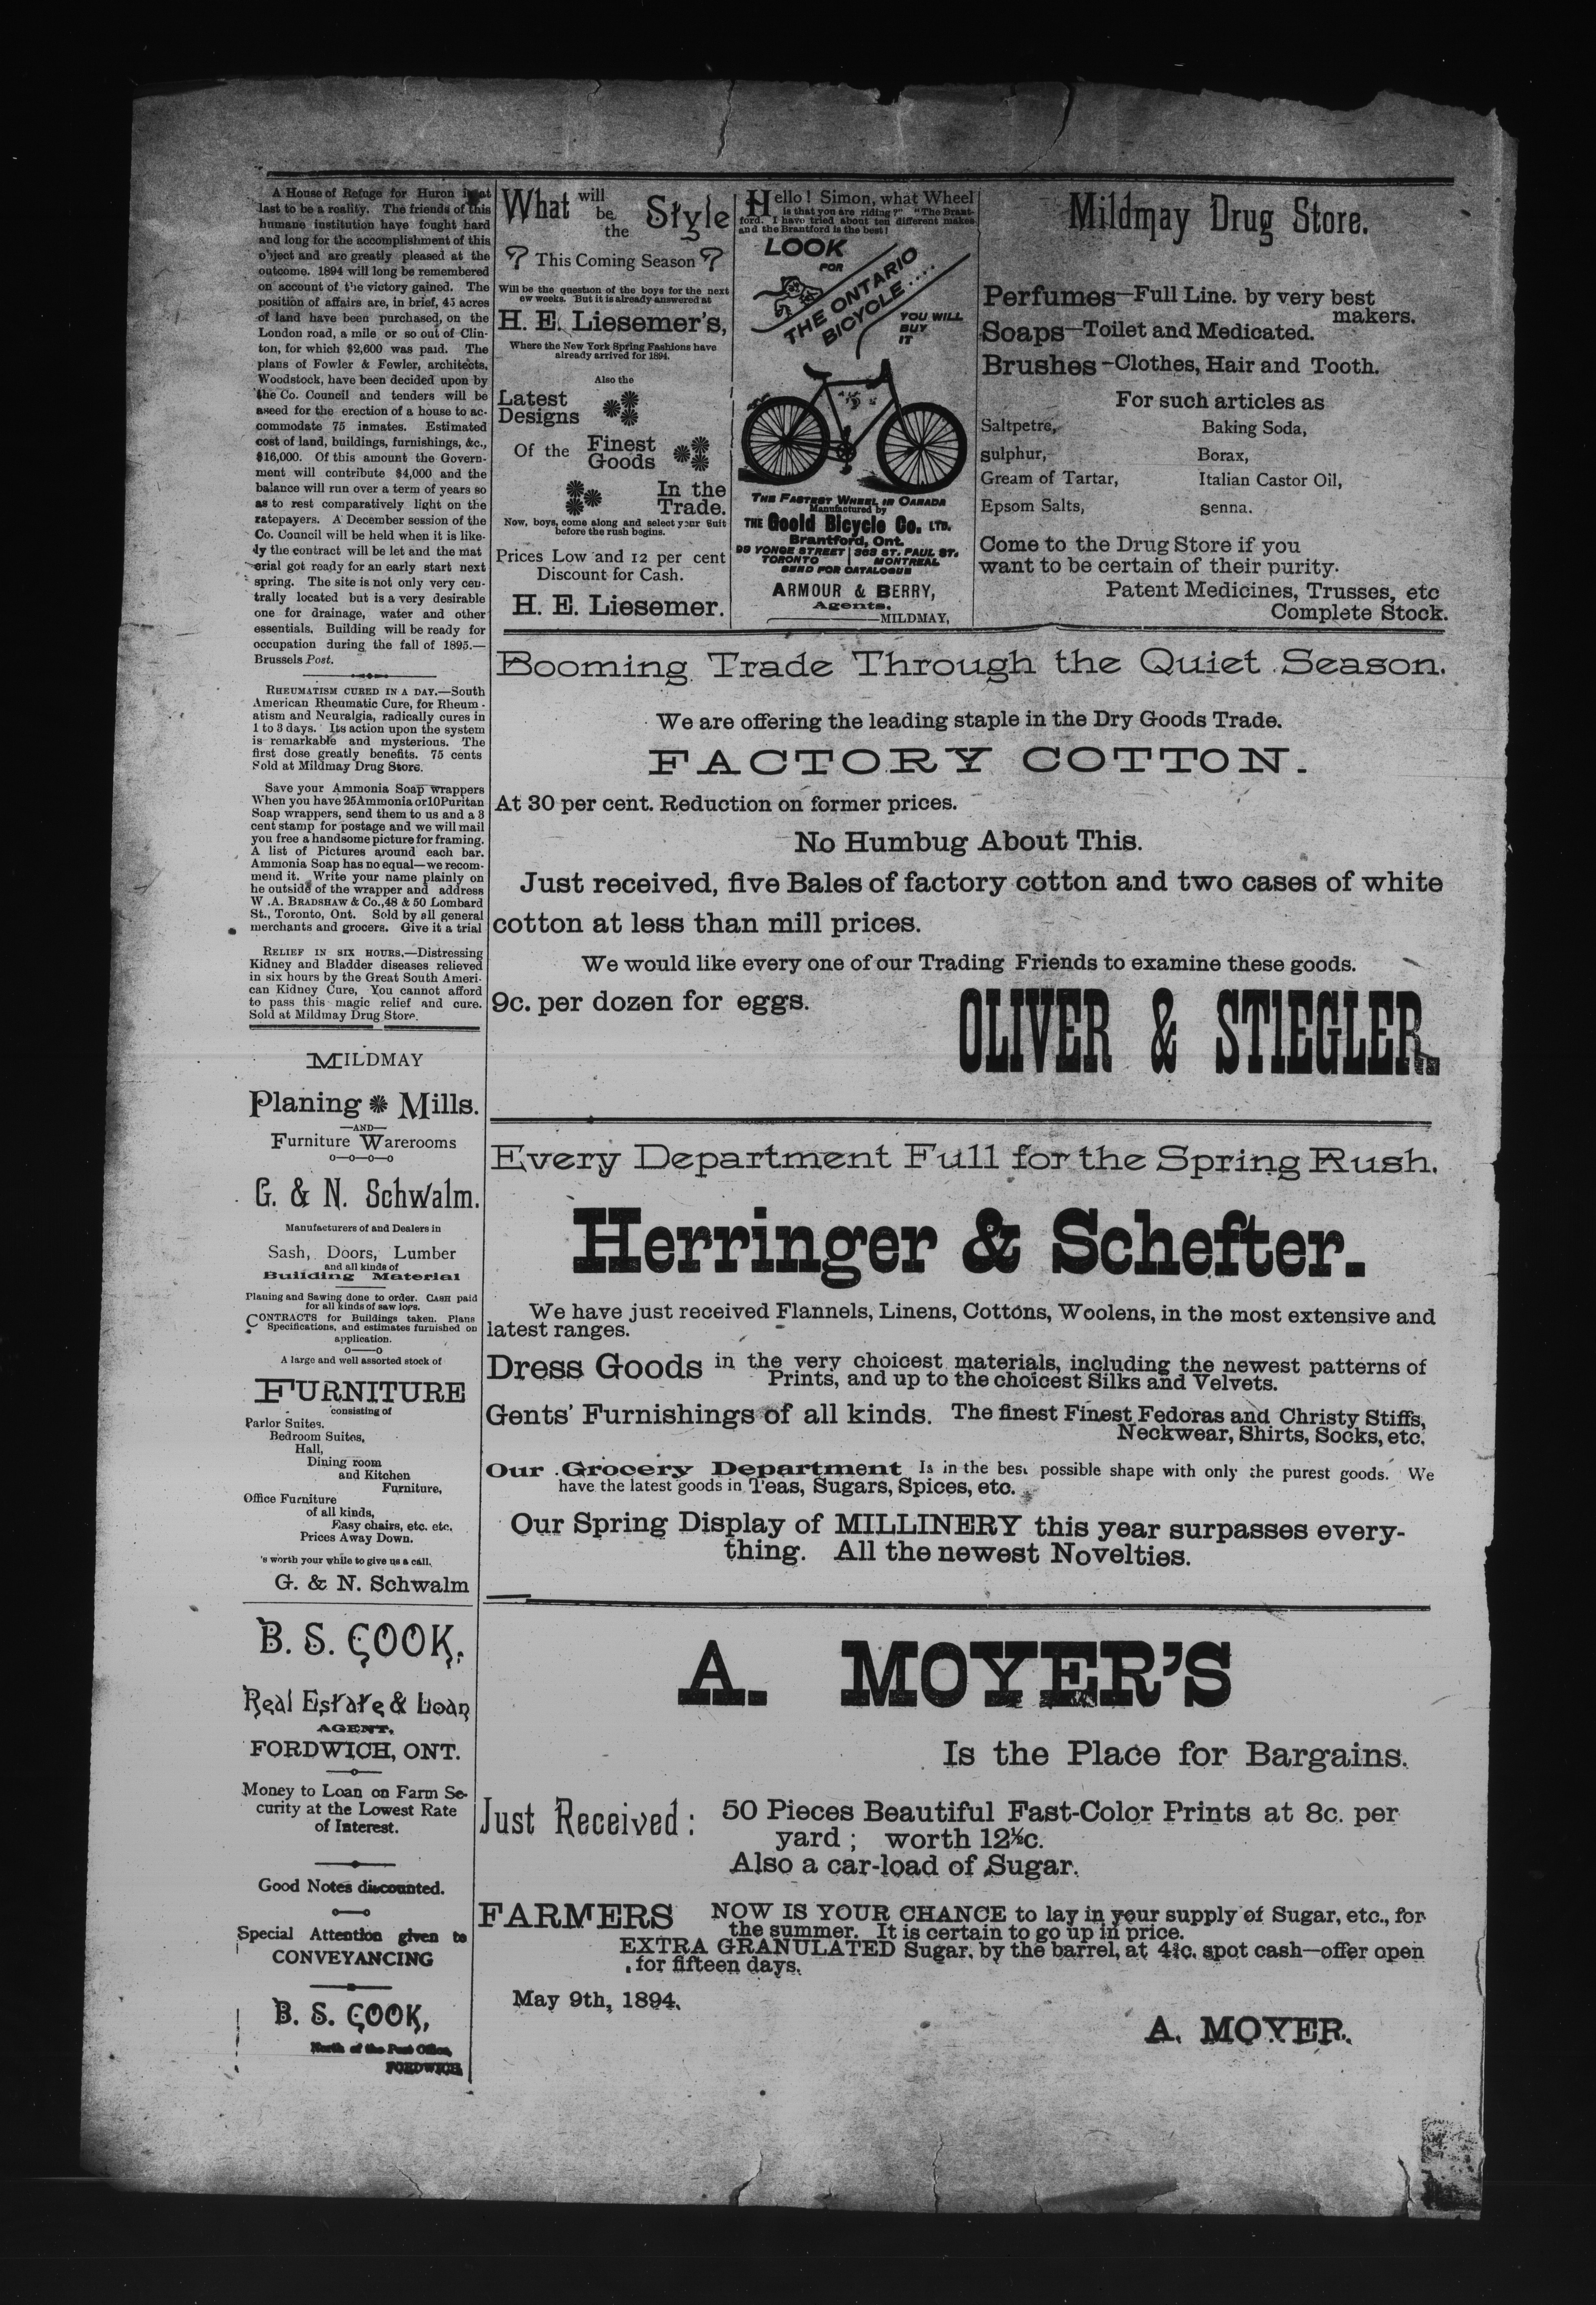 A House of Refuge for Huron is at
last to be a reality. The friends of this
humane institution have fought hard
and long for the accomplishment of this
object and are greatly pleased at the
outcome. 1894 will long be remembered
on account of the victory gained. The
position of affairs are, in brief, 45 acres
of land have been purchased, on the
London road, a mile or so out of Clin-
ton, for which $2,600 was paid. The
plans of Fowler & Fowler, architects,
Woodstock, have been decided upon by
the Co. Council and tenders will be
aseed for the erection of a house to ac-
commodate 75 inmates. Estimated
cost of land, buildings, furnishings, &c.,
$16,000. Of this amount the Govern-
ment will contribute $4,000 and the
balance will run over a term of years so
as to rest comparatively light on the
ratepayers. A December session of the
Co. Council will be held when it is like-
ly the contract will be let and the mat
erial got ready for an early start next
spring. The site is not only very cen-
trally located but is a very desirable
one for drainage, water and other
essentials. Building will be ready for
occupation during the fall of 1895.—
Brussels Post.
RHEUMATISM CURED IN A DAY.—South
American Rheumatic Cure, for Rheum-
atism and Neuralgia, radically cures in
1 to 3 days. Its action upon the system
is remarkable and mysterious. The
first dose greatly benefits. 75 cents
Sold at Mildmay Drug Store.
Save your Ammonia Soap wrappers
When you have 25 Ammonia or 10 Puritan
Soap wrappers, send them to us and a 3
cent stamp for postage and we will mail
you free a handsome picture for framing.
A list of Pictures around each bar.
Ammonia Soap has no equal—we recom-
mend it. Write your name plainly on
he outside of the wrapper and address
W .A. BRADSHAW & Co., 48 & 50 Lombard
St., Toronto, Ont. Sold by all general
merchants and grocers. Give it a trial
RELIEF IN SIX HOURS.—Distressing
Kidney and Bladder diseases relieved
in six hours by the Great South Ameri-
can Kidney Cure, You cannot afford
to pass this magic relief and cure.
Sold at Mildmay Drug Store.
MILDMAY
Planing Mills.
—AND—
Furniture Warerooms
G. & N. Schwalm.
Manufacturers of and Dealers in
Sash, Doors, Lumber
and all kinds of
Building Material
Planing and Sawing done to order. CASH paid
for all kinds of saw logs.
CONTRACTS for Buildings taken. Plans
Specifications, and estimates furnished on
application.
A large and well assorted stock of
FURNITURE
consisting of
Parlor Suites.
Bedroom Suites,
Hall,
Dining room
and Kitchen
Furniture,
Office Furniture
of all kinds,
Easy chairs, etc. etc,
Prices Away Down.
's worth your while to give us a call.
G. & N. Schwalm
B. S. COOK,
Real Estate & Loan
AGENT,
FORDWICH, ONT.
Money to Loan on Farm Se-
curity at the Lowest Rate
of Interest.
Good Notes discounted.
Special Attention given to
CONVEYANCING
B. S. COOK,
North of the Post Office,
FORDWICH
What will be the Style
? This Coming Season ?
Will be the question of the boys for the next
ew weeks. But it is already answered at
H. E. Liesemer's,
Where the New York Spring Fashions have
already arrived for 1894.
Also the
Latest
Designs
Of the Finest
Goods
In the
Trade.
Now, boys, come along and select your Suit
before the rush begins.
Prices Low and 12 per cent
Discount for Cash.
H. E. Liesemer.
Hello! Simon, what Wheel
is that you are riding?" "The Brant-
ford. I have tried about ten different makes
and the Brantford is the best!
LOOK
FOR
THE ONTARIO
BICYCLE....
YOU WILL
BUY
IT
THE FASTEST WHEEL IN CANADA
Manufactured by
THE Goold Bicycle Co. LTD.
Brantford, Ont.
99 YONGE STREET | 368 ST. PAUL ST.
TORONTO | MONTREAL
SEND FOR CATALOGUE
ARMOUR & BERRY,
Agents,
—MILDMAY,
Mildmay Drug Store.
Perfumes—Full Line. by very best
makers.
Soaps—Toilet and Medicated.
Brushes—Clothes, Hair and Tooth.
For such articles as
Saltpetre, Baking Soda,
sulphur, Borax,
Gream of Tartar, Italian Castor Oil,
Epsom Salts, senna.
Come to the Drug Store if you
want to be certain of their purity.
Patent Medicines, Trusses, etc
Complete Stock.
Booming Trade Through the Quiet Season.
We are offering the leading staple in the Dry Goods Trade.
FACTORY COTTON.
At 30 per cent. Reduction on former prices.
No Humbug About This.
Just received, five Bales of factory cotton and two cases of white
cotton at less than mill prices.
We would like every one of our Trading Friends to examine these goods.
9c. per dozen for eggs.
OLIVER & STIEGLER.
Every Department Full for the Spring Rush.
Herringer & Schefter.
We have just received Flannels, Linens, Cottons, Woolens, in the most extensive and
latest ranges.
Dress Goods in the very choicest materials, including the newest patterns of
Prints, and up to the choicest Silks and Velvets.
Gents' Furnishings of all kinds. The finest Finest Fedoras and Christy Stiffs,
Neckwear, Shirts, Socks, etc.
Our Grocery Department Is in the best possible shape with only the purest goods. We
have the latest goods in Teas, Sugars, Spices, etc.
Our Spring Display of MILLINERY this year surpasses every-
thing. All the newest Novelties.
A. MOYER'S
Is the Place for Bargains.
Just Received: 50 Pieces Beautiful Fast-Color Prints at 8c. per
yard; worth 12½c.
Also a car-load of Sugar.
FARMERS NOW IS YOUR CHANCE to lay in your supply of Sugar, etc., for
the summer. It is certain to go up in price.
EXTRA GRANULATED Sugar, by the barrel, at 4¾c. spot cash—offer open
for fifteen days.
May 9th, 1894.
A. MOYER.